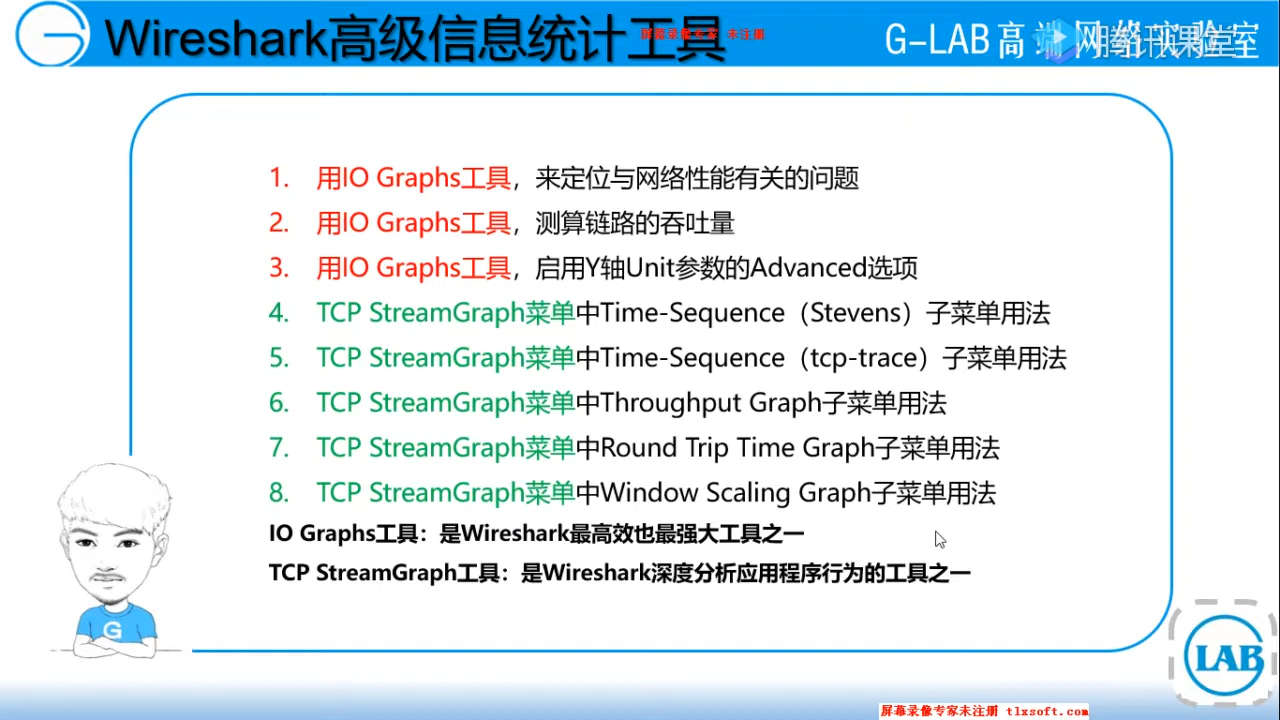 Wireshark高级信息统计工具
屏幕录像专家 未注册
G-LAB高端网络实验室
腾讯课堂
1. 用IO Graphs工具，来定位与网络性能有关的问题
2. 用IO Graphs工具，测算链路的吞吐量
3. 用IO Graphs工具，启用Y轴Unit参数的Advanced选项
4. TCP StreamGraph菜单中Time-Sequence（Stevens）子菜单用法
5. TCP StreamGraph菜单中Time-Sequence（tcp-trace）子菜单用法
6. TCP StreamGraph菜单中Throughput Graph子菜单用法
7. TCP StreamGraph菜单中Round Trip Time Graph子菜单用法
8. TCP StreamGraph菜单中Window Scaling Graph子菜单用法
IO Graphs工具：是Wireshark最高效也最强大工具之一
TCP StreamGraph工具：是Wireshark深度分析应用程序行为的工具之一
G
LAB
屏幕录像专家未注册 tlxsoft.com